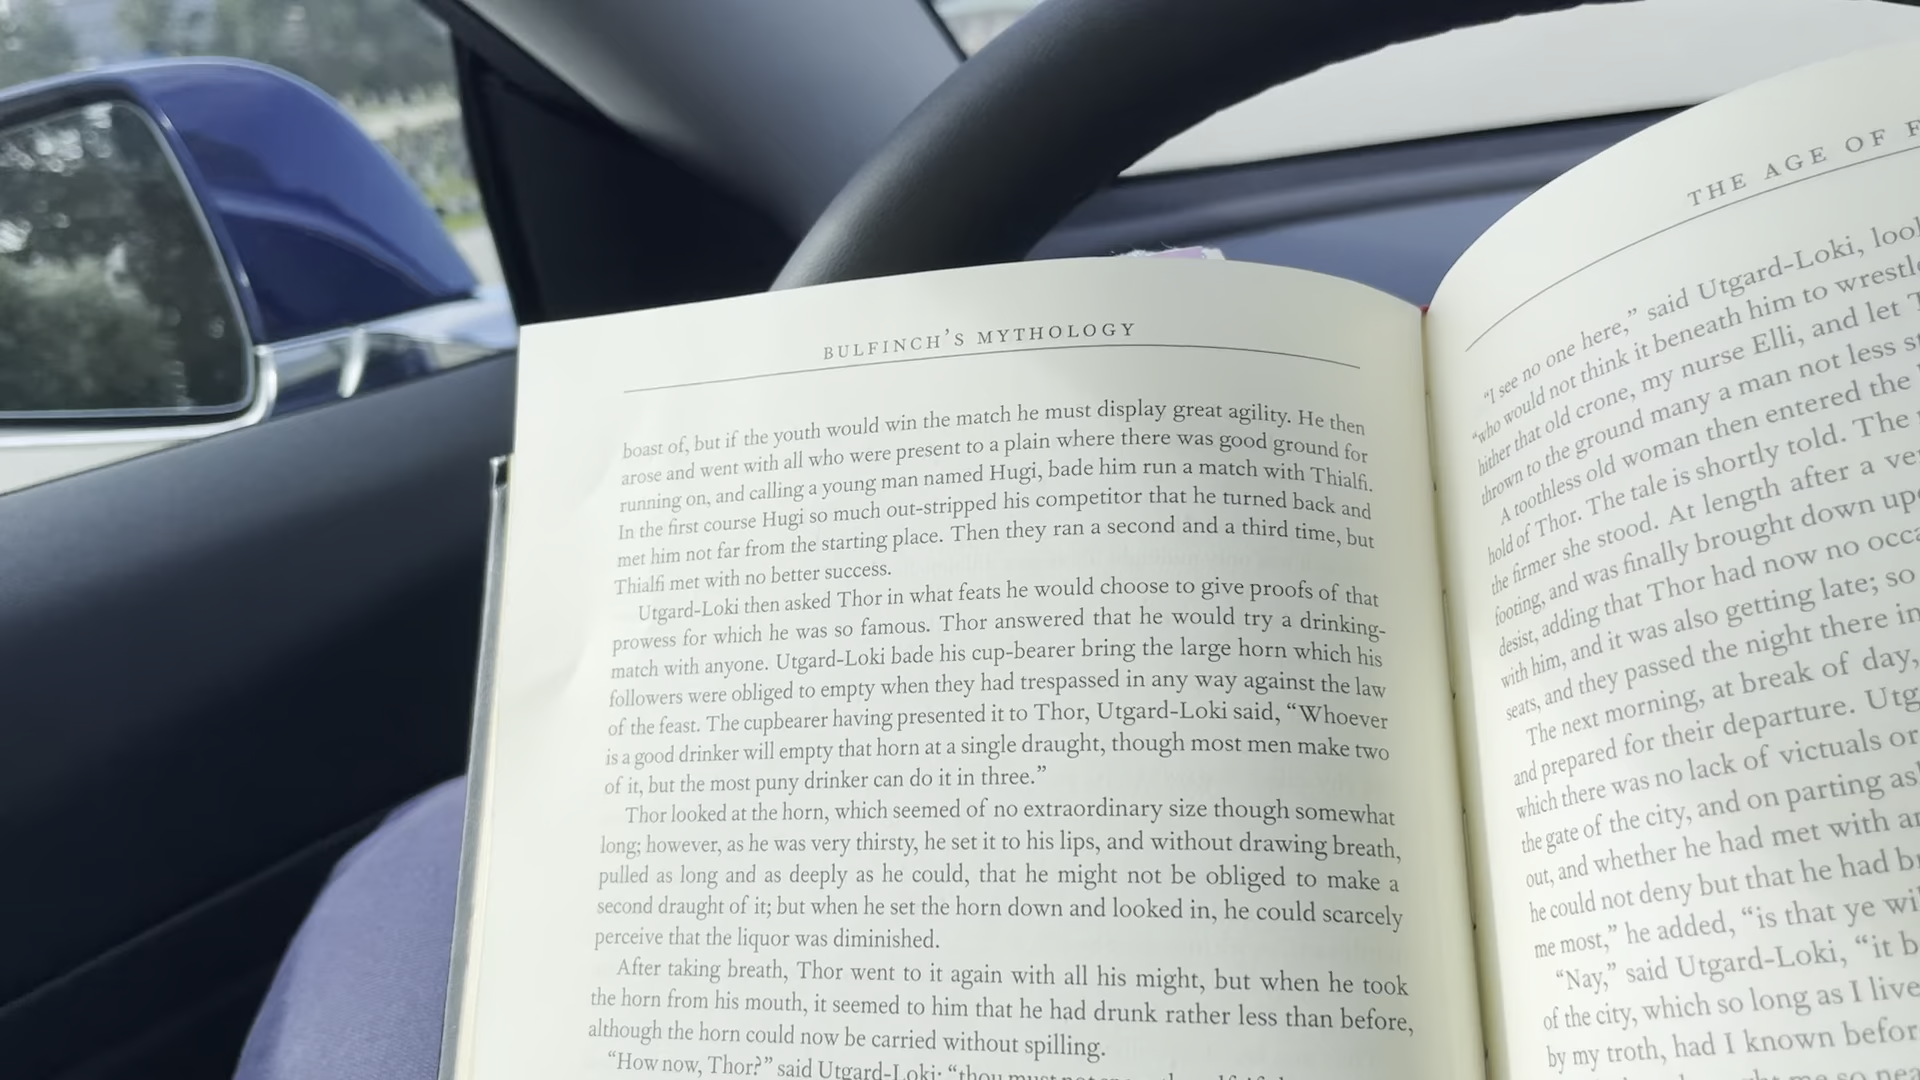 BULFINCH'S MYTHOLOGY
boast of, but if the youth would win the match he must display great agility. He then
arose and went with all who were present to a plain where there was good ground for
running on, and calling a young man named Hugi, bade him run a match with Thialfi.
In the first course Hugi so much out-stripped his competitor that he turned back and
met him not far from the starting place. Then they ran a second and a third time, but
Thialfi met with no better success.
Utgard-Loki then asked Thor in what feats he would choose to give proofs of that
prowess for which he was so famous. Thor answered that he would try a drinking-
match with anyone. Utgard-Loki bade his cup-bearer bring the large horn which his
followers were obliged to empty when they had trespassed in any way against the law
of the feast. The cupbearer having presented it to Thor, Utgard-Loki said, “Whoever
is a good drinker will empty that horn at a single draught, though most men make two
of it, but the most puny drinker can do it in three.”
Thor looked at the horn, which seemed of no extraordinary size though somewhat
long; however, as he was very thirsty, he set it to his lips, and without drawing breath,
pulled as long and as deeply as he could, that he might not be obliged to make a
second draught of it; but when he set the horn down and looked in, he could scarcely
perceive that the liquor was diminished.
After taking breath, Thor went to it again with all his might, but when he took
the horn from his mouth, it seemed to him that he had drunk rather less than before,
although the horn could now be carried without spilling.
“How now, Thor?” said Utgard-Loki; “thou must not
THE AGE OF F
“I see no one here,” said Utgard-Loki, look
“who would not think it beneath him to wrestle
hither that old crone, my nurse Elli, and let T
thrown to the ground many a man not less st
A toothless old woman then entered the
hold of Thor. The tale is shortly told. The
the firmer she stood. At length after a ve
footing, and was finally brought down upo
desist, adding that Thor had now no occa
with him, and it was also getting late; so
seats, and they passed the night there in
The next morning, at break of day,
and prepared for their departure. Utg
which there was no lack of victuals or
the gate of the city, and on parting as
out, and whether he had met with an
he could not deny but that he had br
me most,” he added, “is that ye wi
“Nay,” said Utgard-Loki, “it b
of the city, which so long as I live
by my troth, had I known befor
me so nea